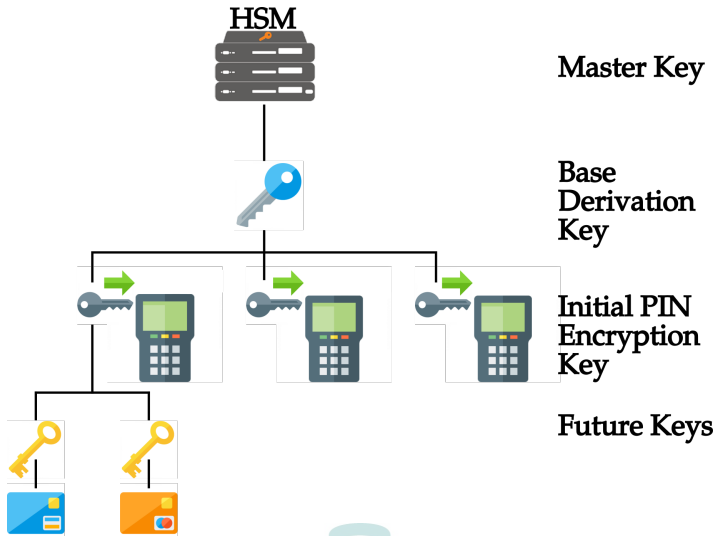 HSM
Master Key
Base
Derivation
Key
Initial PIN
Encryption
Key
Future Keys